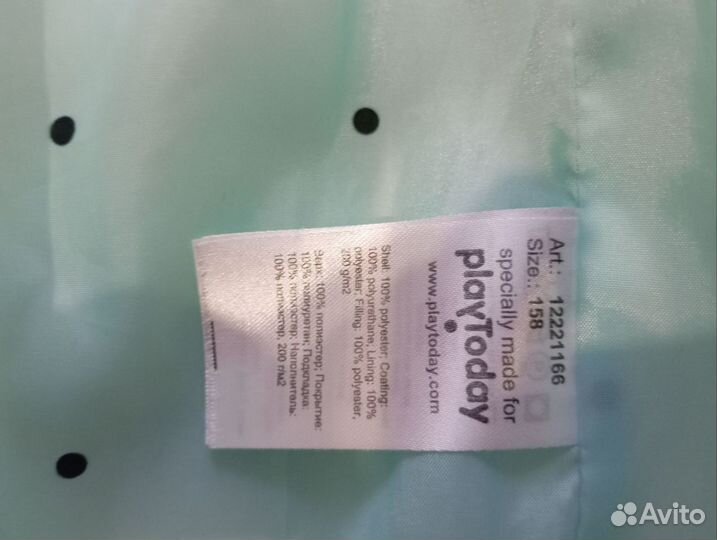 Art.: 12221166
Size.: 158
specially made for
playToday
www.playtoday.com
Shell: 100% polyester; Coating:
100% polyurethane, Lining: 100%
polyester; Filling: 100% polyester,
200 g/m2
Верх: 100% полиэстер; Покрытие:
100% полиуретан; Подкладка:
100% полиэстер; Наполнитель:
100% полиэстер, 200 г/м2
Avito